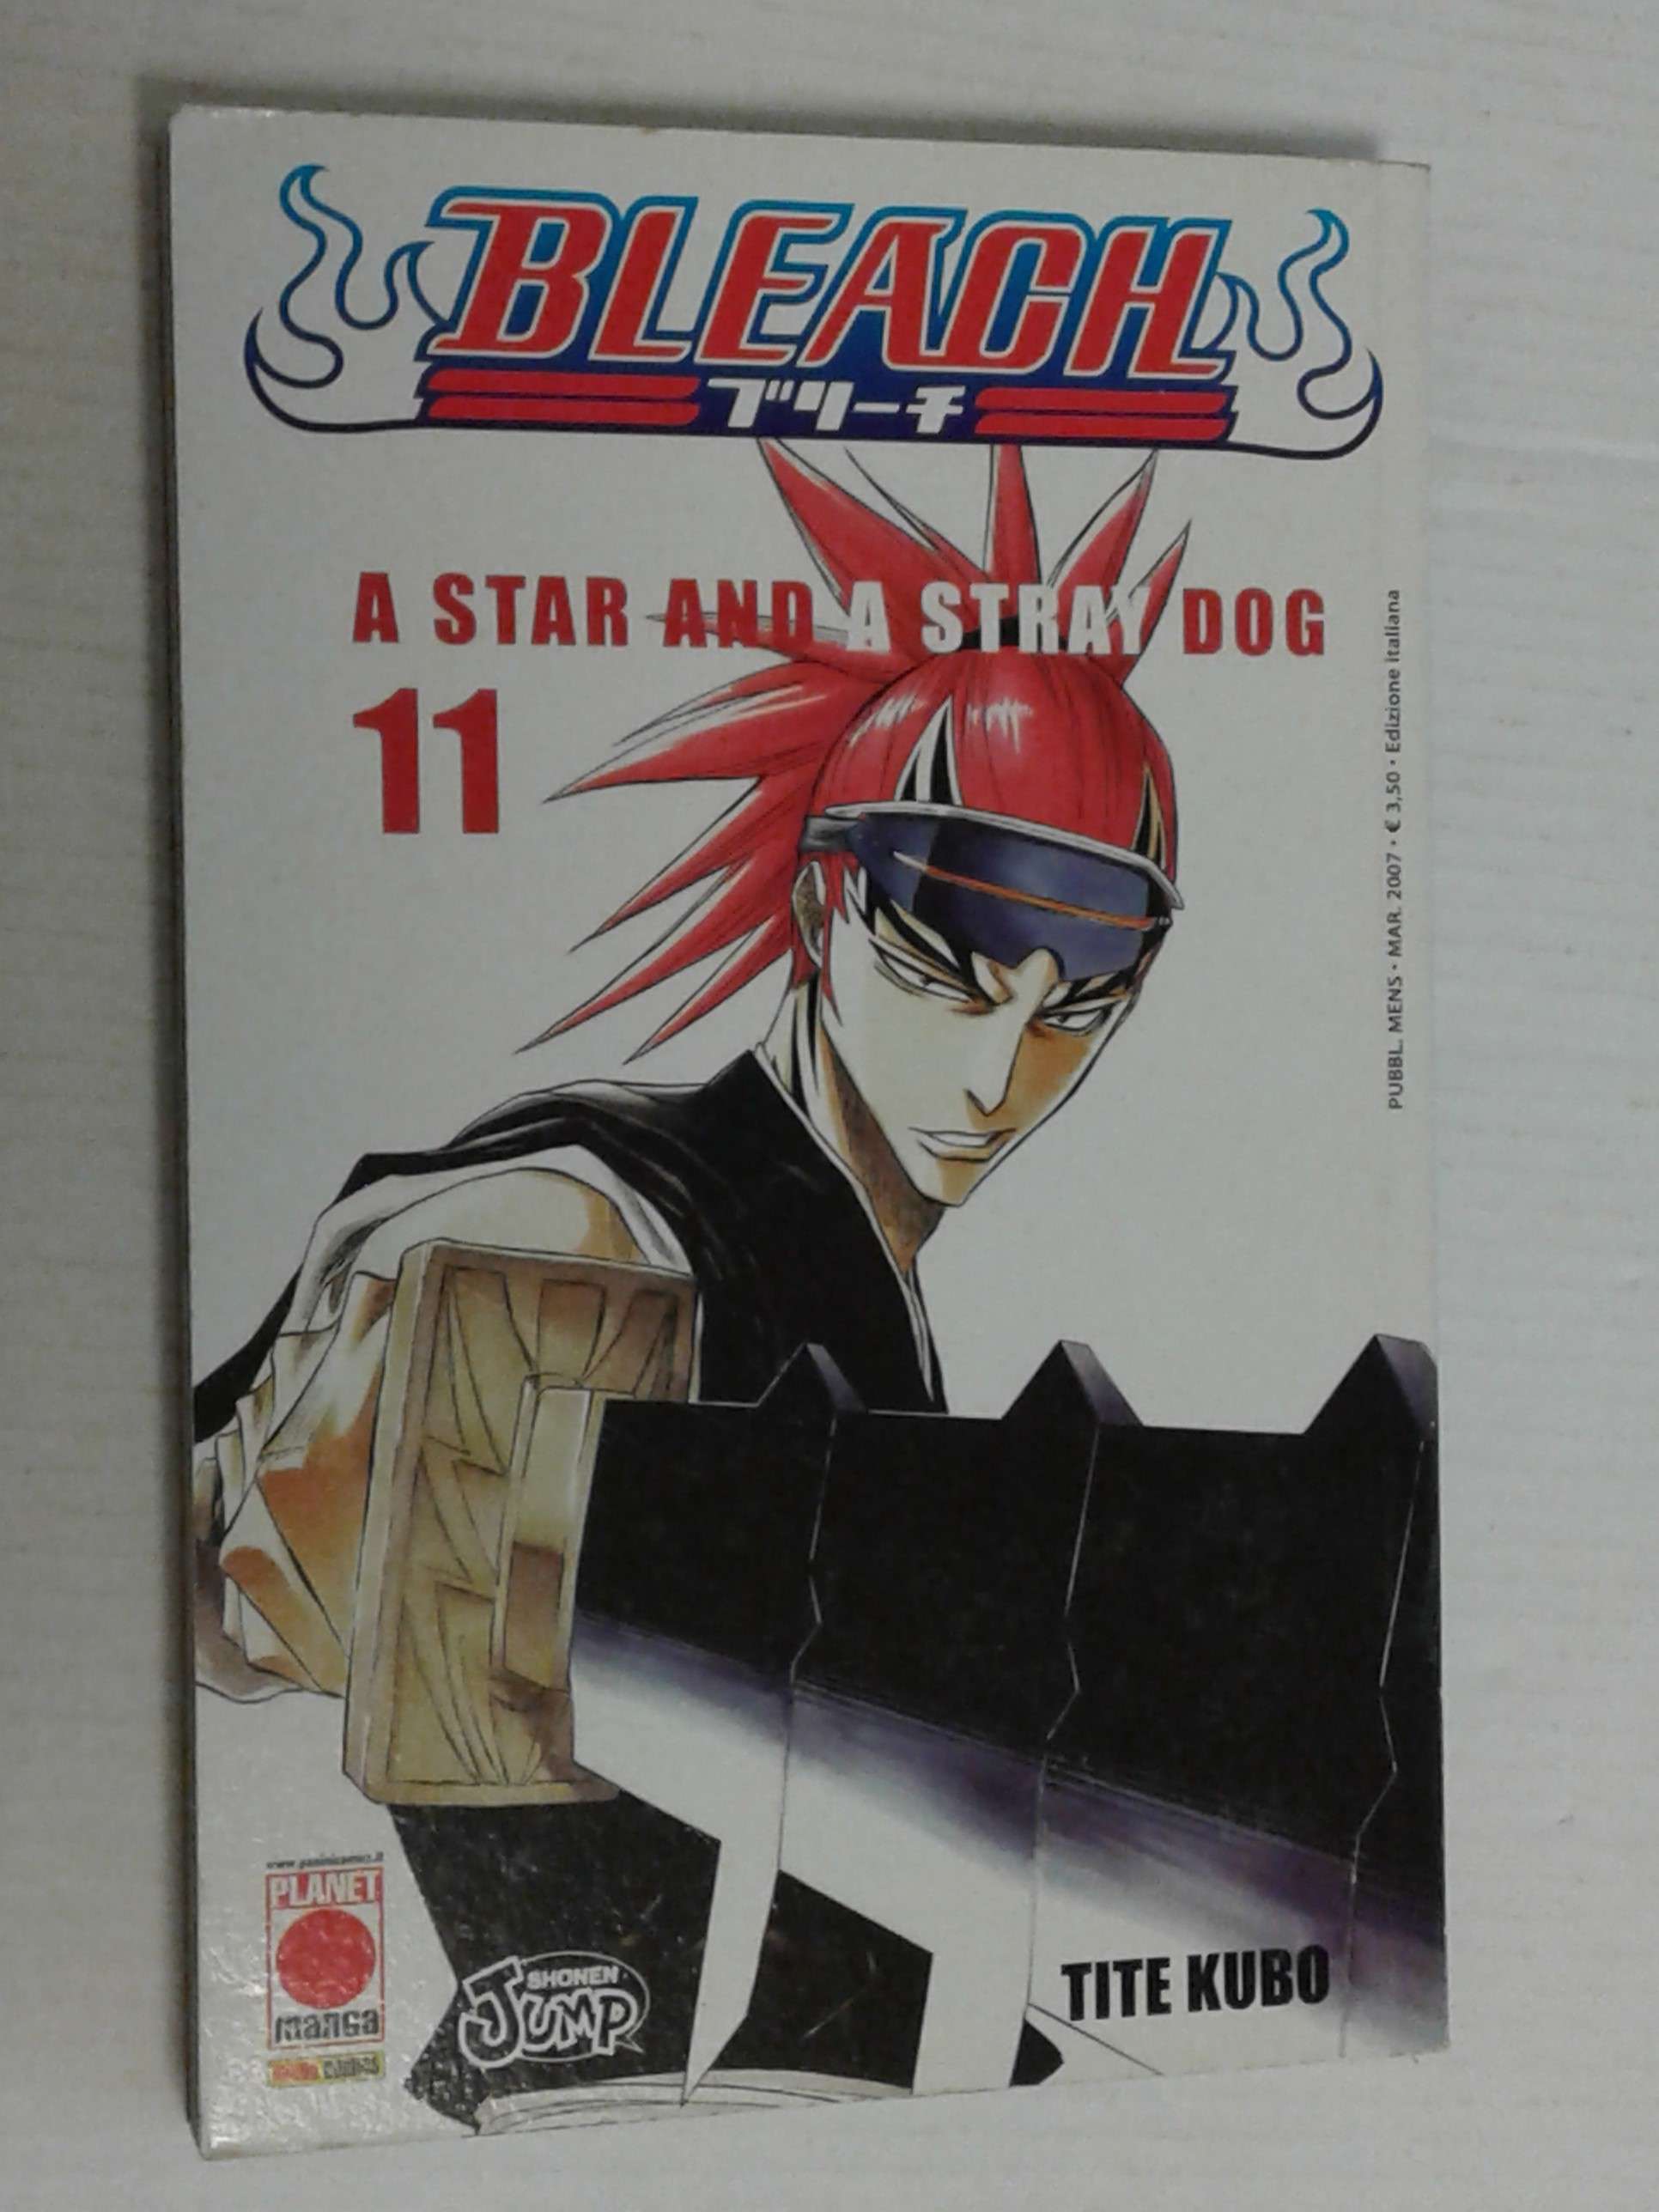 BLEACH
ブリーチ
A STAR AND A STRAY DOG
11
PUBBL. MENS • MAR. 2007 • € 3,50 • Edizione italiana
PLANET
manga
SHONEN
JUMP
TITE KUBO